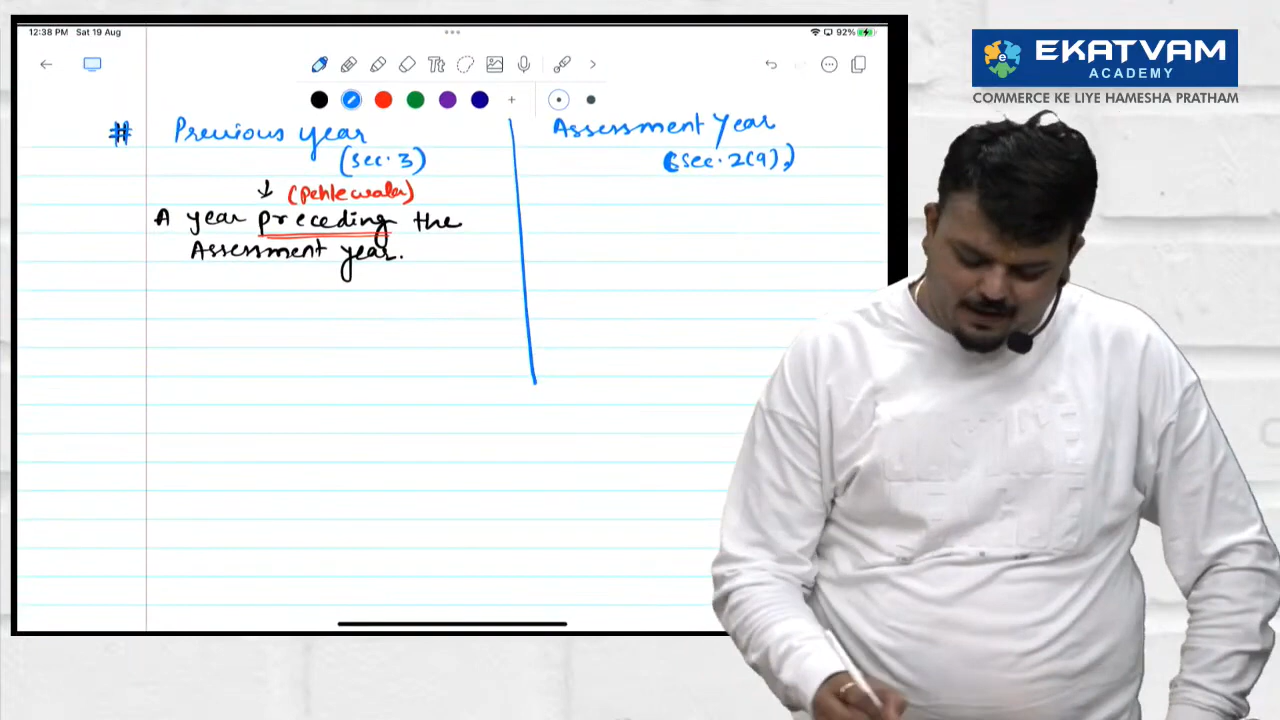 12:38 PM Sat 19 Aug
92%
EKATVAM
ACADEMY
COMMERCE KE LIYE HAMESHA PRATHAM
Tt
# Previous year
(Sec. 3)
(Pehle wala)
A year preceding the
Assessment year.
Assessment Year
(Sec. 2(9))